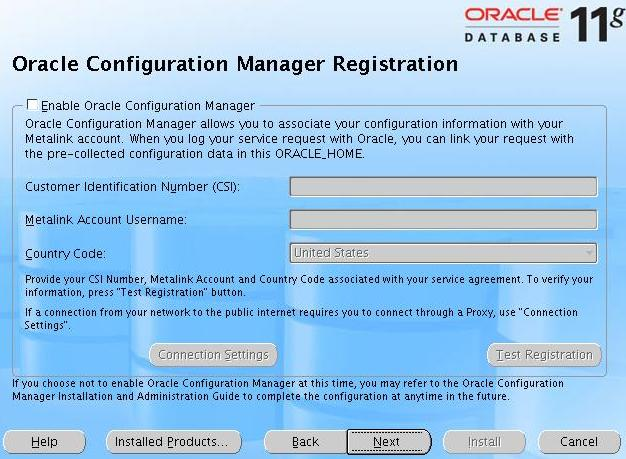 ORACLE
DATABASE
11g
Oracle Configuration Manager Registration
Enable Oracle Configuration Manager
Oracle Configuration Manager allows you to associate your configuration information with your
Metalink account. When you log your service request with Oracle, you can link your request with
the pre-collected configuration data in this ORACLE_HOME.
Customer Identification Number (CSI):
Metalink Account Username:
Country Code:
United States
Provide your CSI Number, Metalink Account and Country Code associated with your service agreement. To verify your
information, press "Test Registration" button.
If a connection from your network to the public internet requires you to connect through a Proxy, use "Connection
Settings".
Connection Settings
Test Registration
If you choose not to enable Oracle Configuration Manager at this time, you may refer to the Oracle Configuration
Manager Installation and Administration Guide to complete the configuration at anytime in the future.
Help
Installed Products...
Back
Next
Install
Cancel